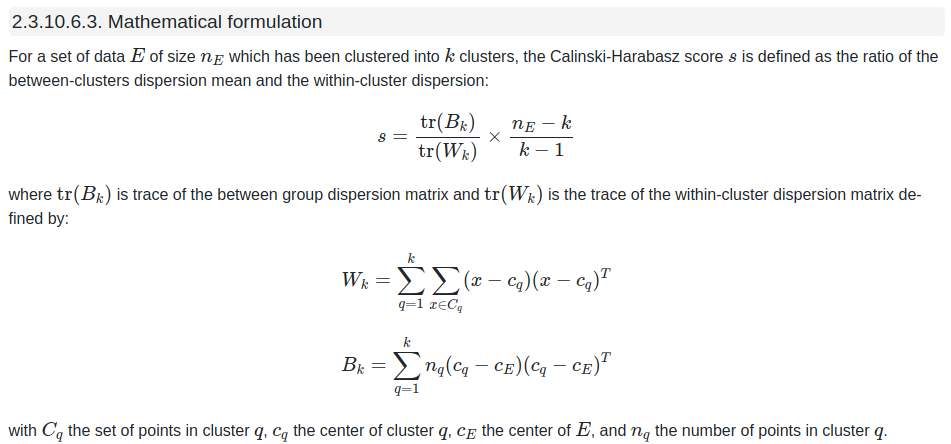 2.3.10.6.3. Mathematical formulation
For a set of data E of size n_E which has been clustered into k clusters, the Calinski-Harabasz score s is defined as the ratio of the
between-clusters dispersion mean and the within-cluster dispersion:
s = \frac{tr(B_k)}{tr(W_k)} × \frac{n_E − k}{k − 1}
where tr(B_k) is trace of the between group dispersion matrix and tr(W_k) is the trace of the within-cluster dispersion matrix de-
fined by:
W_k = \sum_{q=1}^{k} \sum_{x∈C_q} (x − c_q)(x − c_q)^T
B_k = \sum_{q=1}^{k} n_q(c_q − c_E)(c_q − c_E)^T
with C_q the set of points in cluster q, c_q the center of cluster q, c_E the center of E, and n_q the number of points in cluster q.